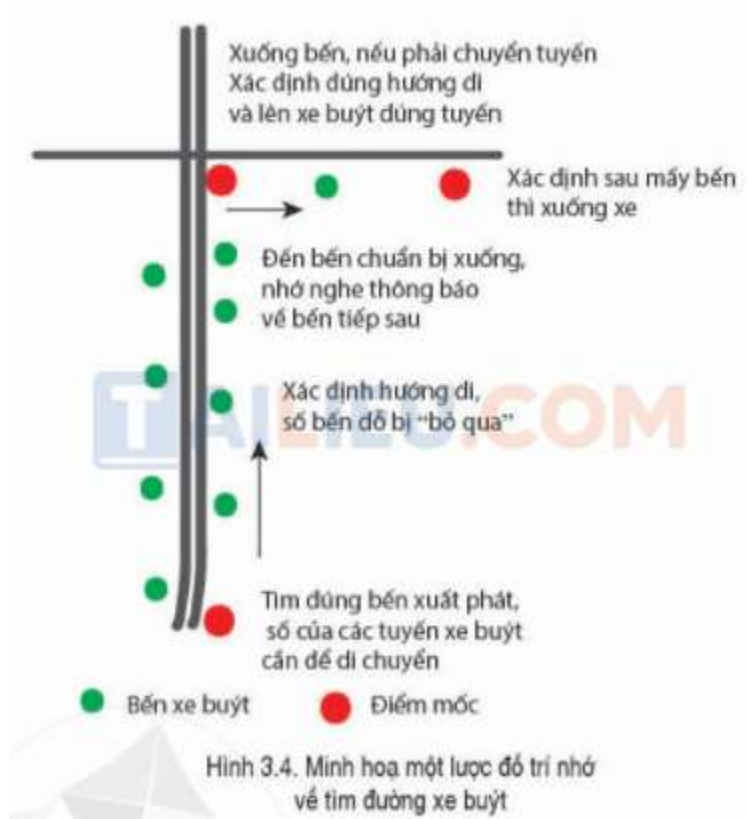 Xuống bến, nếu phải chuyển tuyến
Xác định đúng hướng đi
và lên xe buýt đúng tuyến
Xác định sau mấy bến
thì xuống xe
Đến bến chuẩn bị xuống,
nhớ nghe thông báo
về bến tiếp sau
TAILIEU.COM
Xác định hướng đi,
số bến đỗ bị "bỏ qua"
Tìm đúng bến xuất phát,
số của các tuyến xe buýt
cần để di chuyển
Bến xe buýt
Điểm mốc
Hình 3.4. Minh hoạ một lược đồ trí nhớ
về tìm đường xe buýt